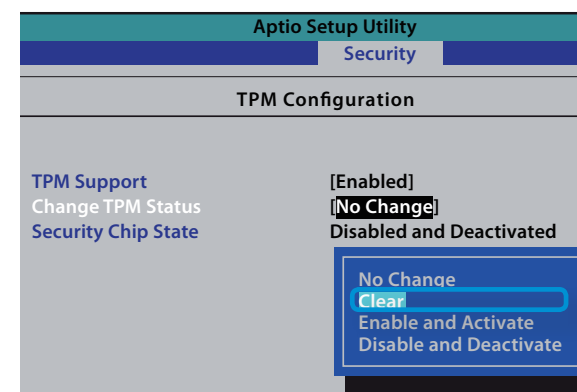 Aptio Setup Utility
Security
TPM Configuration
TPM Support [Enabled]
Change TPM Status [No Change]
Security Chip State Disabled and Deactivated
No Change
Clear
Enable and Activate
Disable and Deactivate